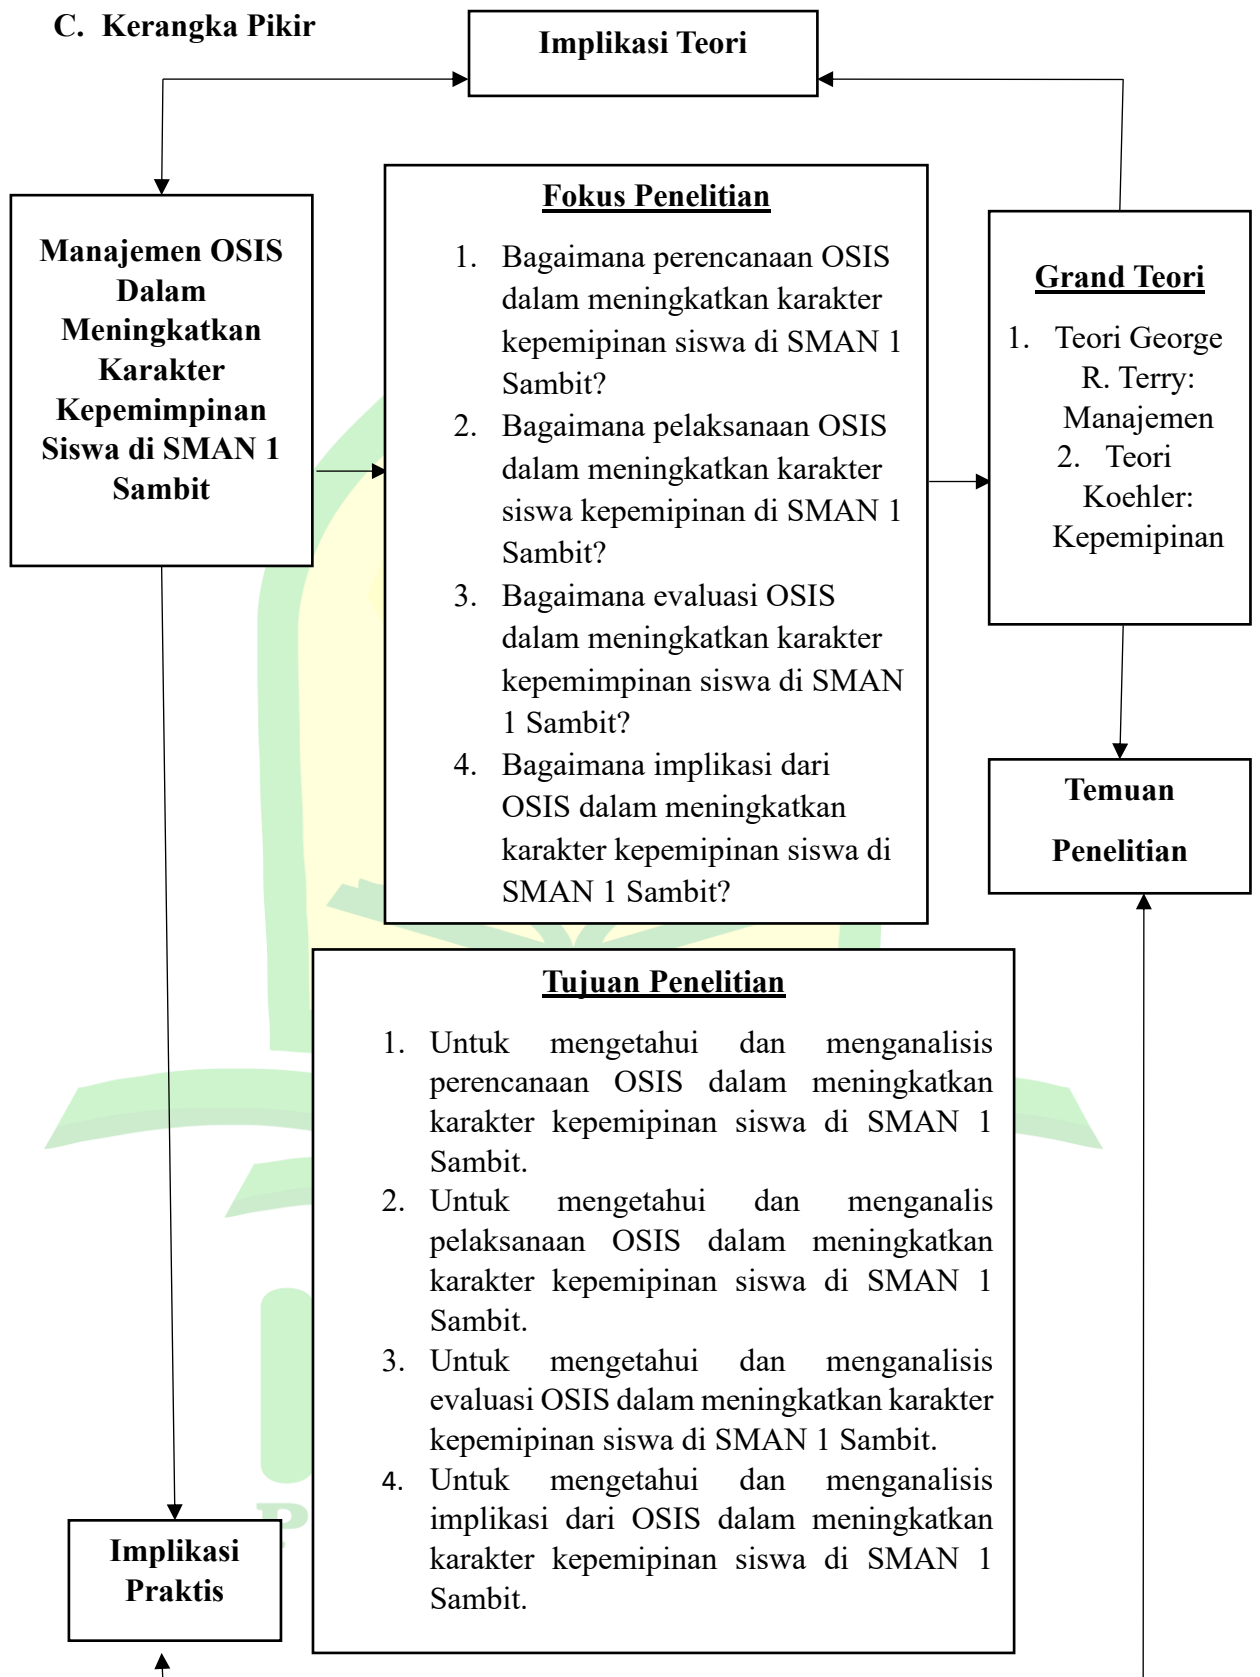 C. Kerangka Pikir
Implikasi Teori
Manajemen OSIS
Dalam
Meningkatkan
Karakter
Kepemimpinan
Siswa di SMAN 1
Sambit
Fokus Penelitian
1. Bagaimana perencanaan OSIS
dalam meningkatkan karakter
kepemipinan siswa di SMAN 1
Sambit?
2. Bagaimana pelaksanaan OSIS
dalam meningkatkan karakter
siswa kepemipinan di SMAN 1
Sambit?
3. Bagaimana evaluasi OSIS
dalam meningkatkan karakter
kepemimpinan siswa di SMAN
1 Sambit?
4. Bagaimana implikasi dari
OSIS dalam meningkatkan
karakter kepemipinan siswa di
SMAN 1 Sambit?
Grand Teori
1. Teori George
R. Terry:
Manajemen
2. Teori
Koehler:
Kepemipinan
Temuan
Penelitian
Tujuan Penelitian
1. Untuk mengetahui dan menganalisis
perencanaan OSIS dalam meningkatkan
karakter kepemipinan siswa di SMAN 1
Sambit.
2. Untuk mengetahui dan menganalis
pelaksanaan OSIS dalam meningkatkan
karakter kepemipinan siswa di SMAN 1
Sambit.
3. Untuk mengetahui dan menganalisis
evaluasi OSIS dalam meningkatkan karakter
kepemipinan siswa di SMAN 1 Sambit.
4. Untuk mengetahui dan menganalisis
implikasi dari OSIS dalam meningkatkan
karakter kepemipinan siswa di SMAN 1
Sambit.
Implikasi
Praktis